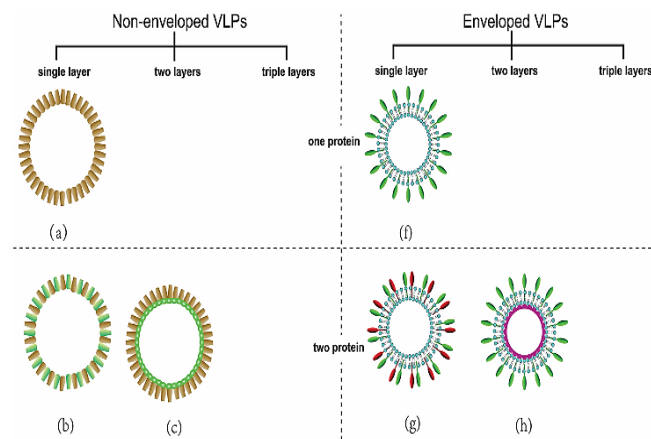 Non-enveloped VLPs
single layer two layers triple layers
Enveloped VLPs
single layer two layers triple layers
one protein
(a)
(f)
two protein
(b) (c)
(g) (h)